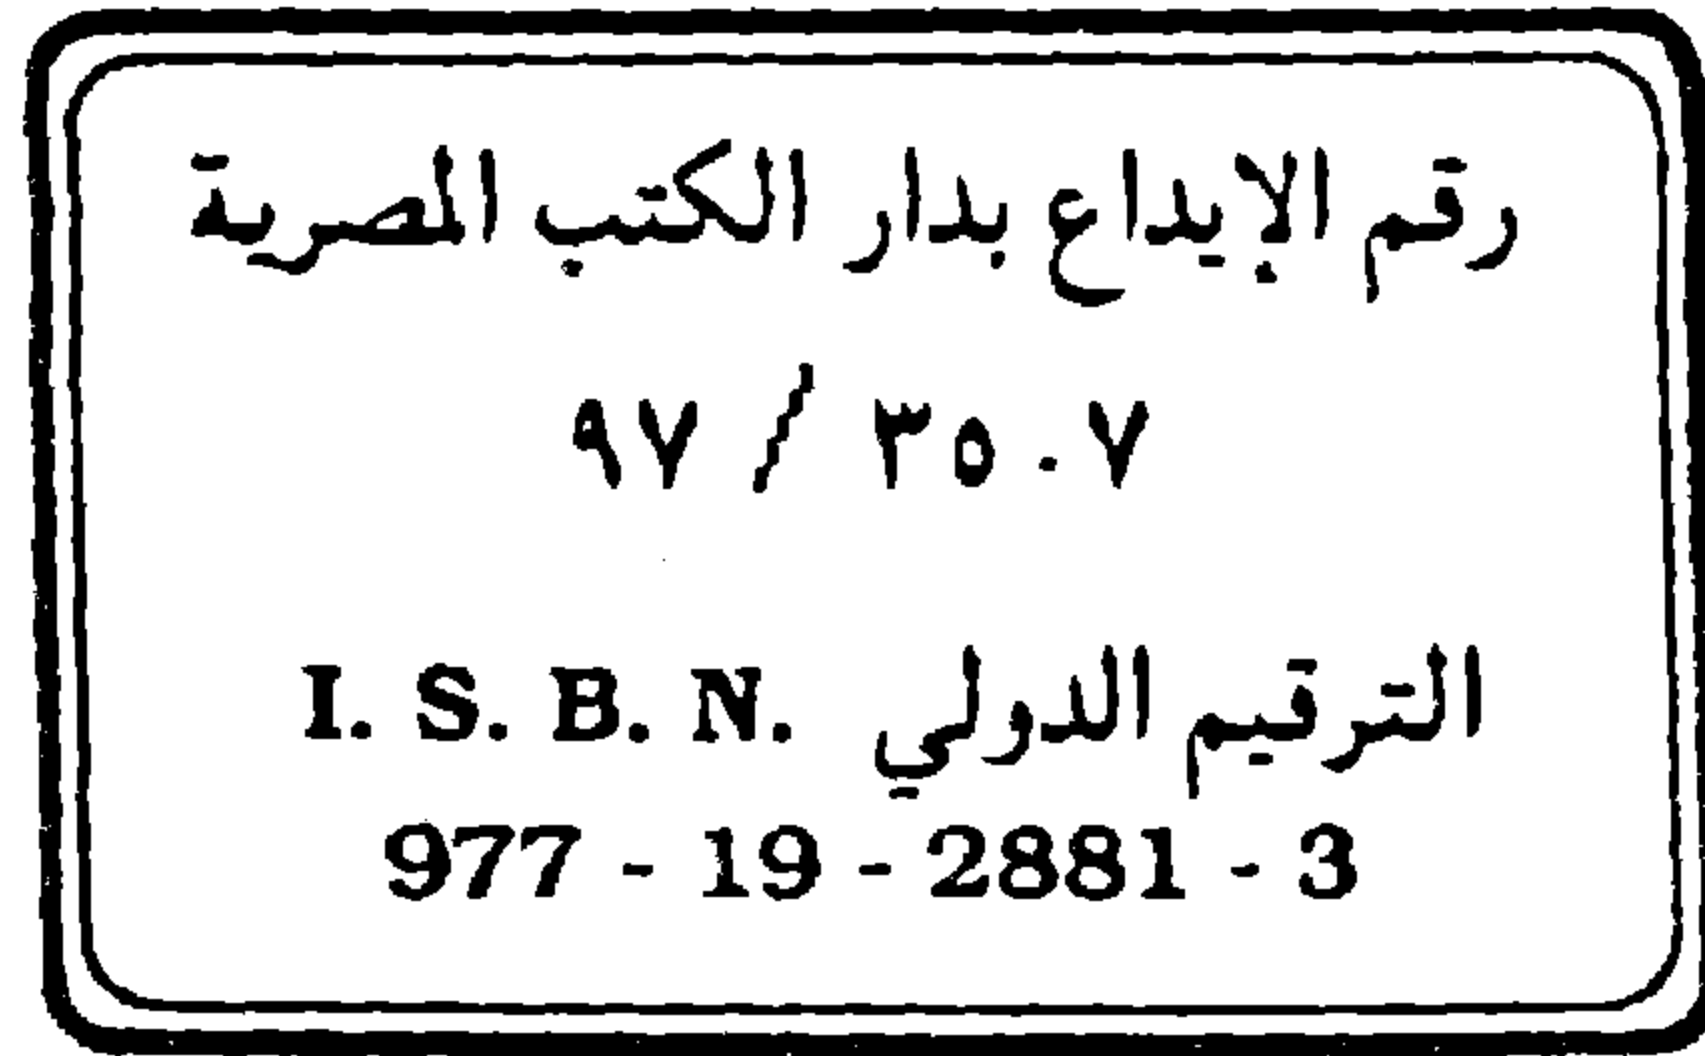 رقم الإيداع بدار الكتب المصرية
٣٥٠٧ / ٩٧
الترقيم الدولي I. S. B. N.
977 - 19 - 2881 - 3